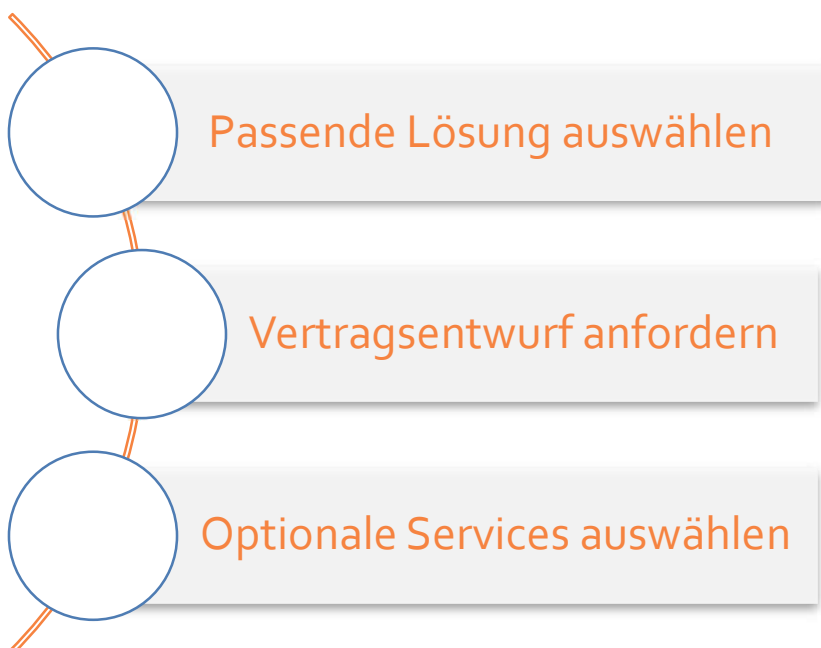 Passende Lösung auswählen
Vertragsentwurf anfordern
Optionale Services auswählen